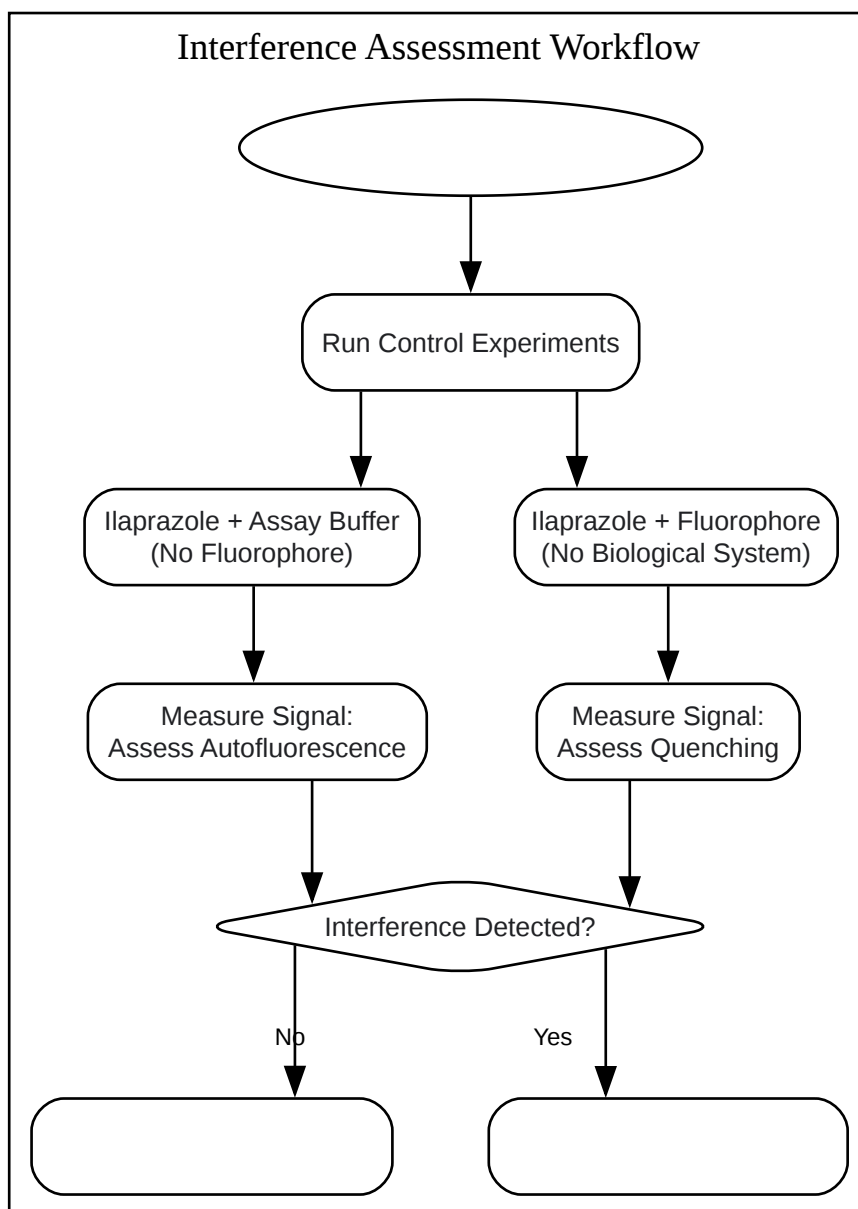 Interference Assessment Workflow
Run Control Experiments
Ilaprazole + Assay Buffer
(No Fluorophore)
Ilaprazole + Fluorophore
(No Biological System)
Measure Signal:
Assess Autofluorescence
Measure Signal:
Assess Quenching
Interference Detected?
No
Yes